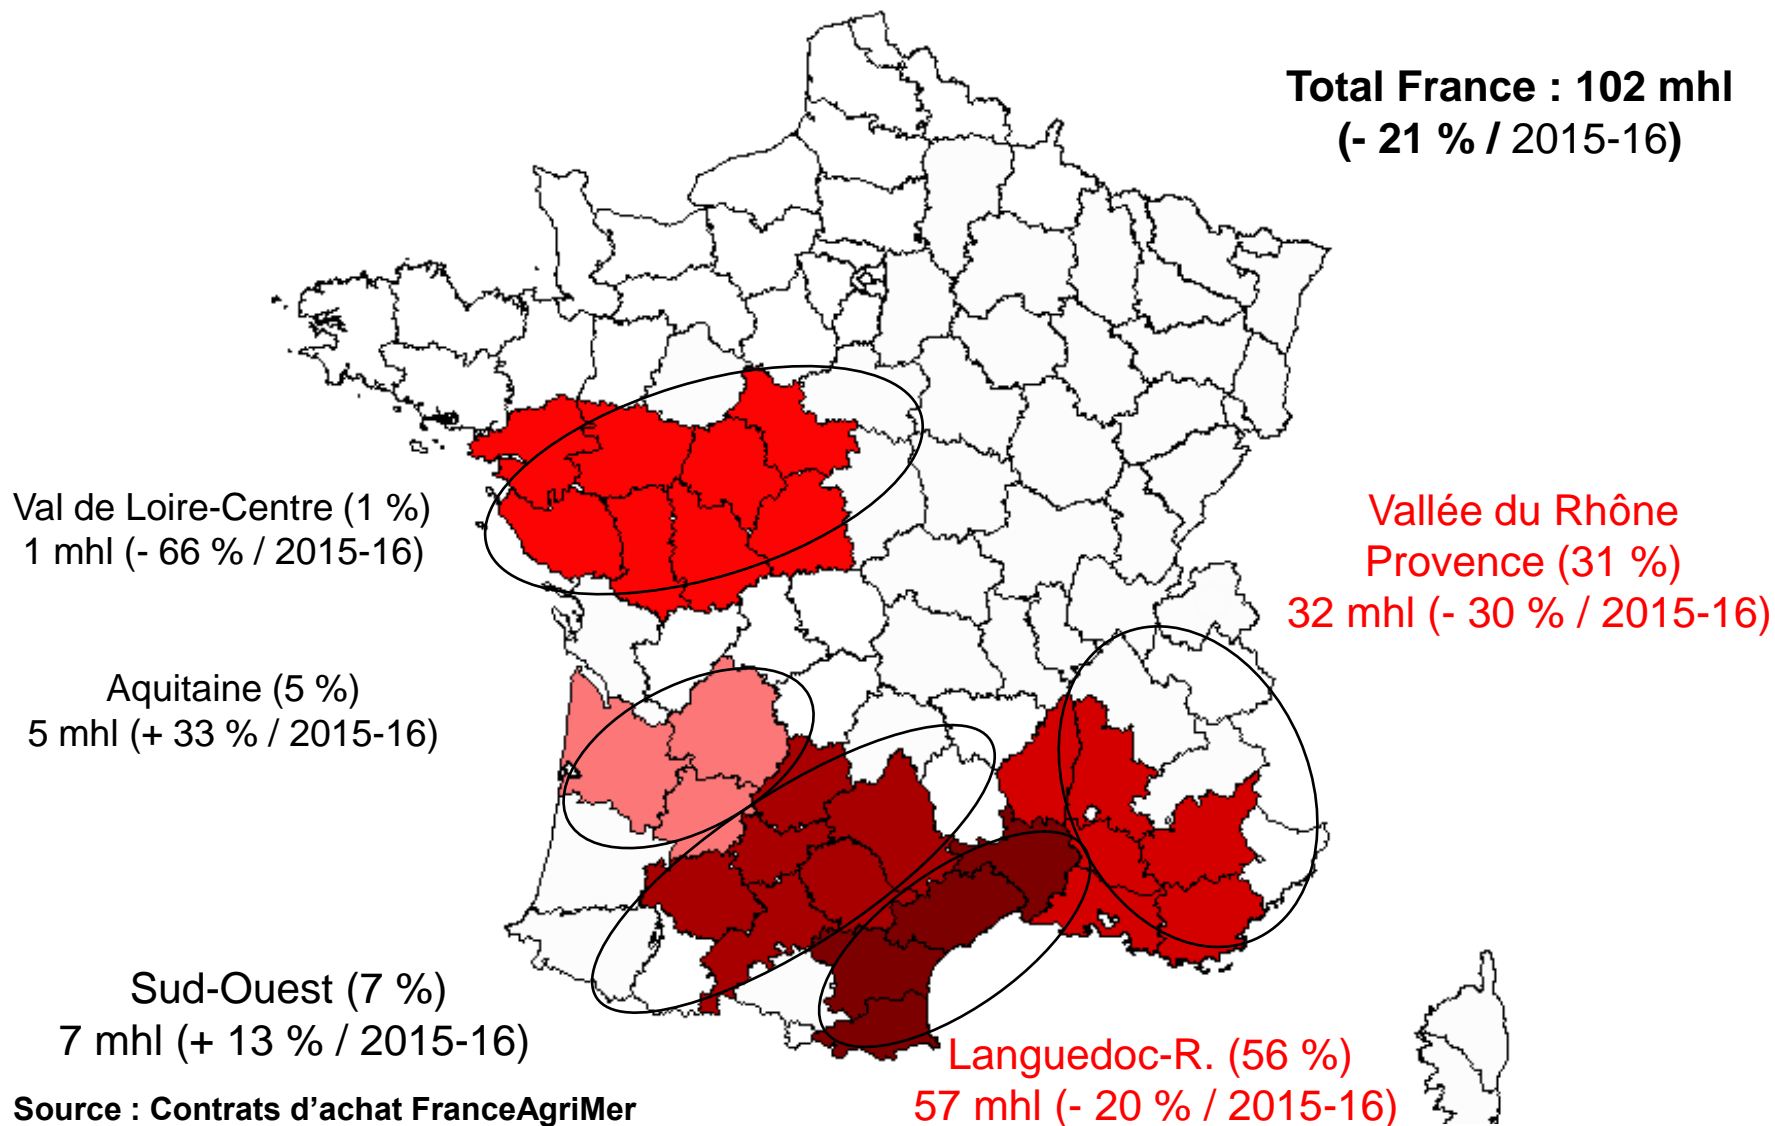 Total France : 102 mhl
(- 21 % / 2015-16)
Val de Loire-Centre (1 %)
1 mhl (- 66 % / 2015-16)
Vallée du Rhône
Provence (31 %)
32 mhl (- 30 % / 2015-16)
Aquitaine (5 %)
5 mhl (+ 33 % / 2015-16)
Sud-Ouest (7 %)
7 mhl (+ 13 % / 2015-16)
Languedoc-R. (56 %)
57 mhl (- 20 % / 2015-16)
Source : Contrats d’achat FranceAgriMer